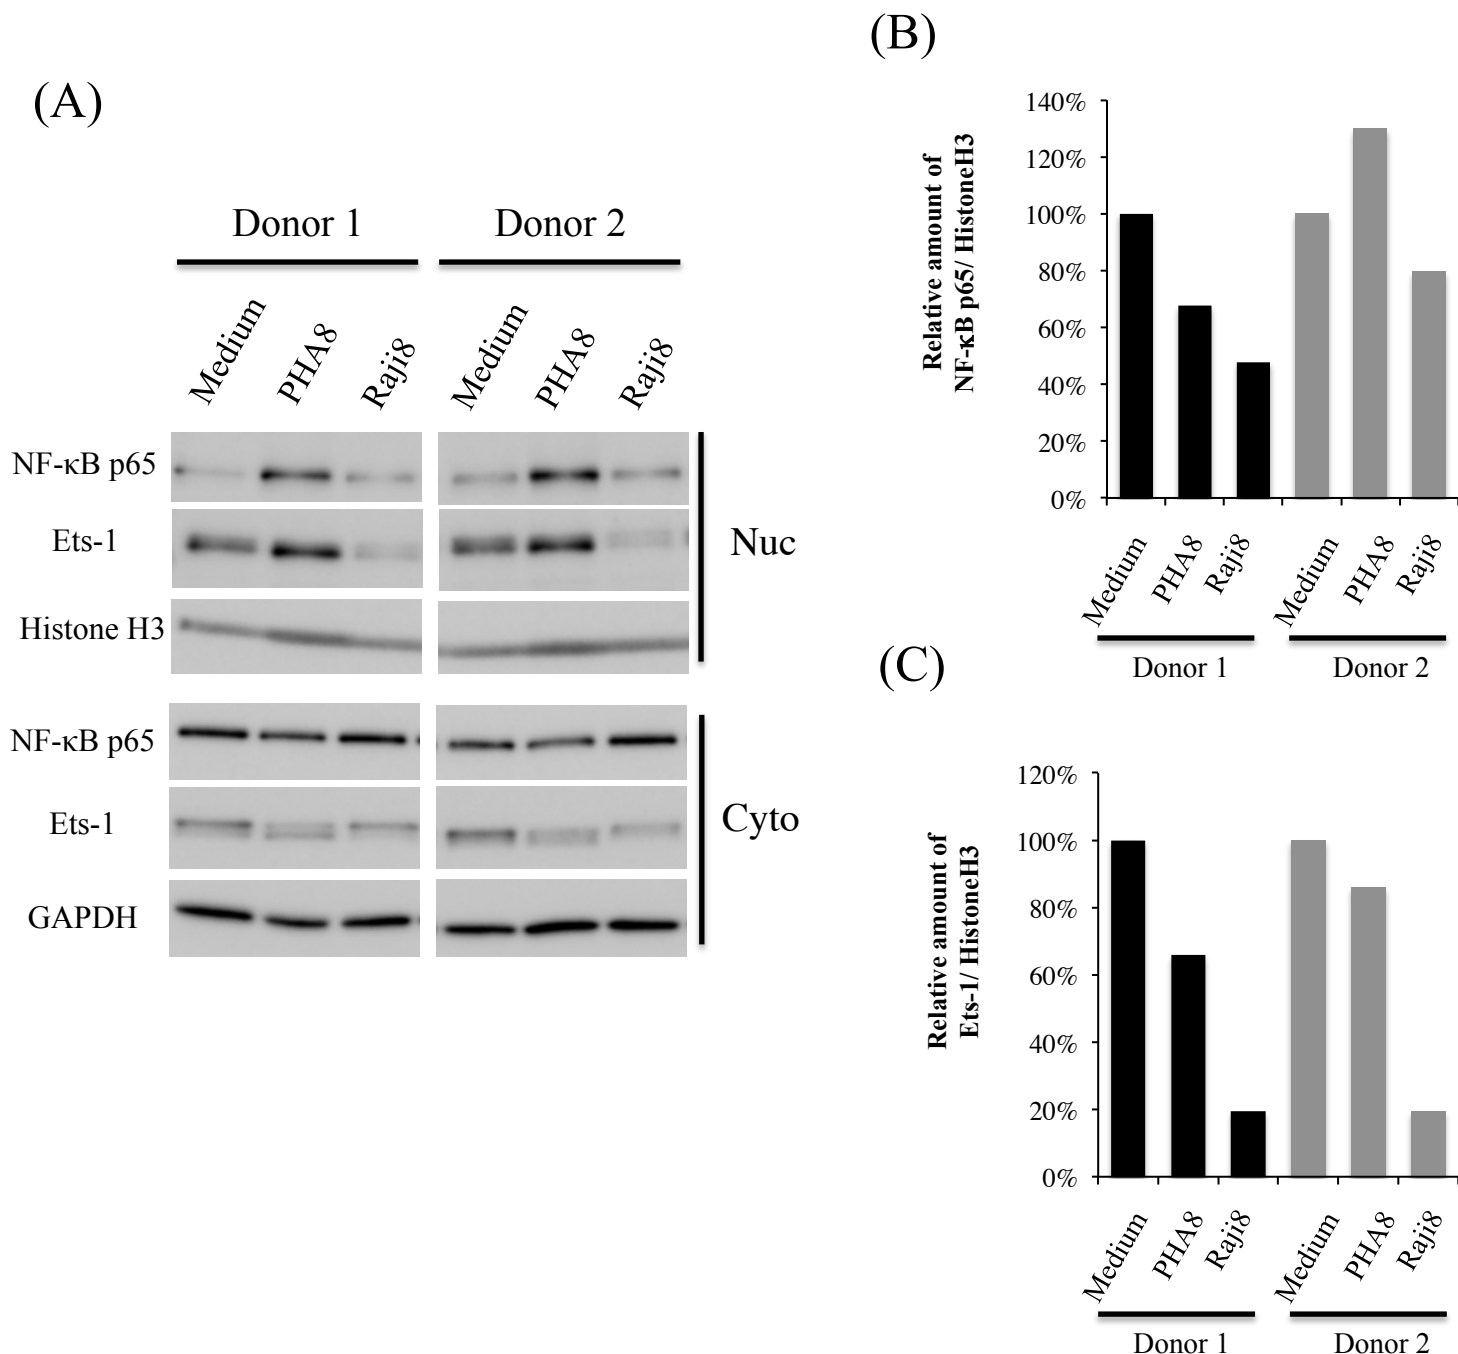 (A)
Donor 1
Donor 2
Medium
PHA8
Raji8
Medium
PHA8
Raji8
NF-κB p65
Ets-1
Histone H3
Nuc
NF-κB p65
Ets-1
GAPDH
Cyto
(B)
Relative amount of
NF-κB p65/ HistoneH3
140%
120%
100%
80%
60%
40%
20%
0%
Medium
PHA8
Raji8
Medium
PHA8
Raji8
Donor 1
Donor 2
(C)
Relative amount of
Ets-1/ HistoneH3
120%
100%
80%
60%
40%
20%
0%
Medium
PHA8
Raji8
Medium
PHA8
Raji8
Donor 1
Donor 2